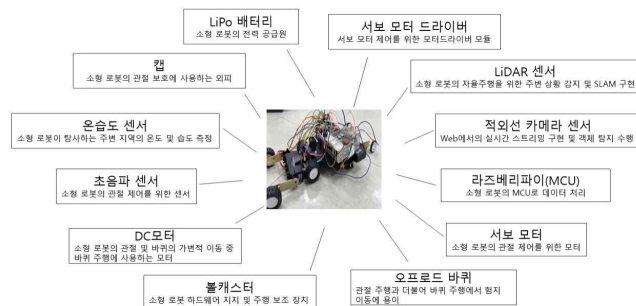 LiPo 배터리
소형 로봇의 전력 공급원
서보 모터 드라이버
서보 모터 제어를 위한 모터드라이버 모듈
캡
소형 로봇의 관절 보호에 사용하는 외피
LiDAR 센서
소형 로봇의 자율주행을 위한 주변 상황 감지 및 SLAM 구현
온습도 센서
소형 로봇이 탐사하는 주변 지역의 온도 및 습도 측정
적외선 카메라 센서
Web에서의 실시간 스트리밍 구현 및 객체 탐지 수행
초음파 센서
소형 로봇의 관절 제어를 위한 센서
라즈베리파이(MCU)
소형 로봇의 MCU로 데이터 처리
DC모터
소형 로봇의 관절 및 바퀴의 가변적 이동 중
바퀴 주행에 사용하는 모터
서보 모터
소형 로봇의 관절 제어를 위한 모터
볼캐스터
소형 로봇 하드웨어 지지 및 주행 보조 장치
오프로드 바퀴
관절 주행과 더불어 바퀴 주행에서 험지
이동에 용이